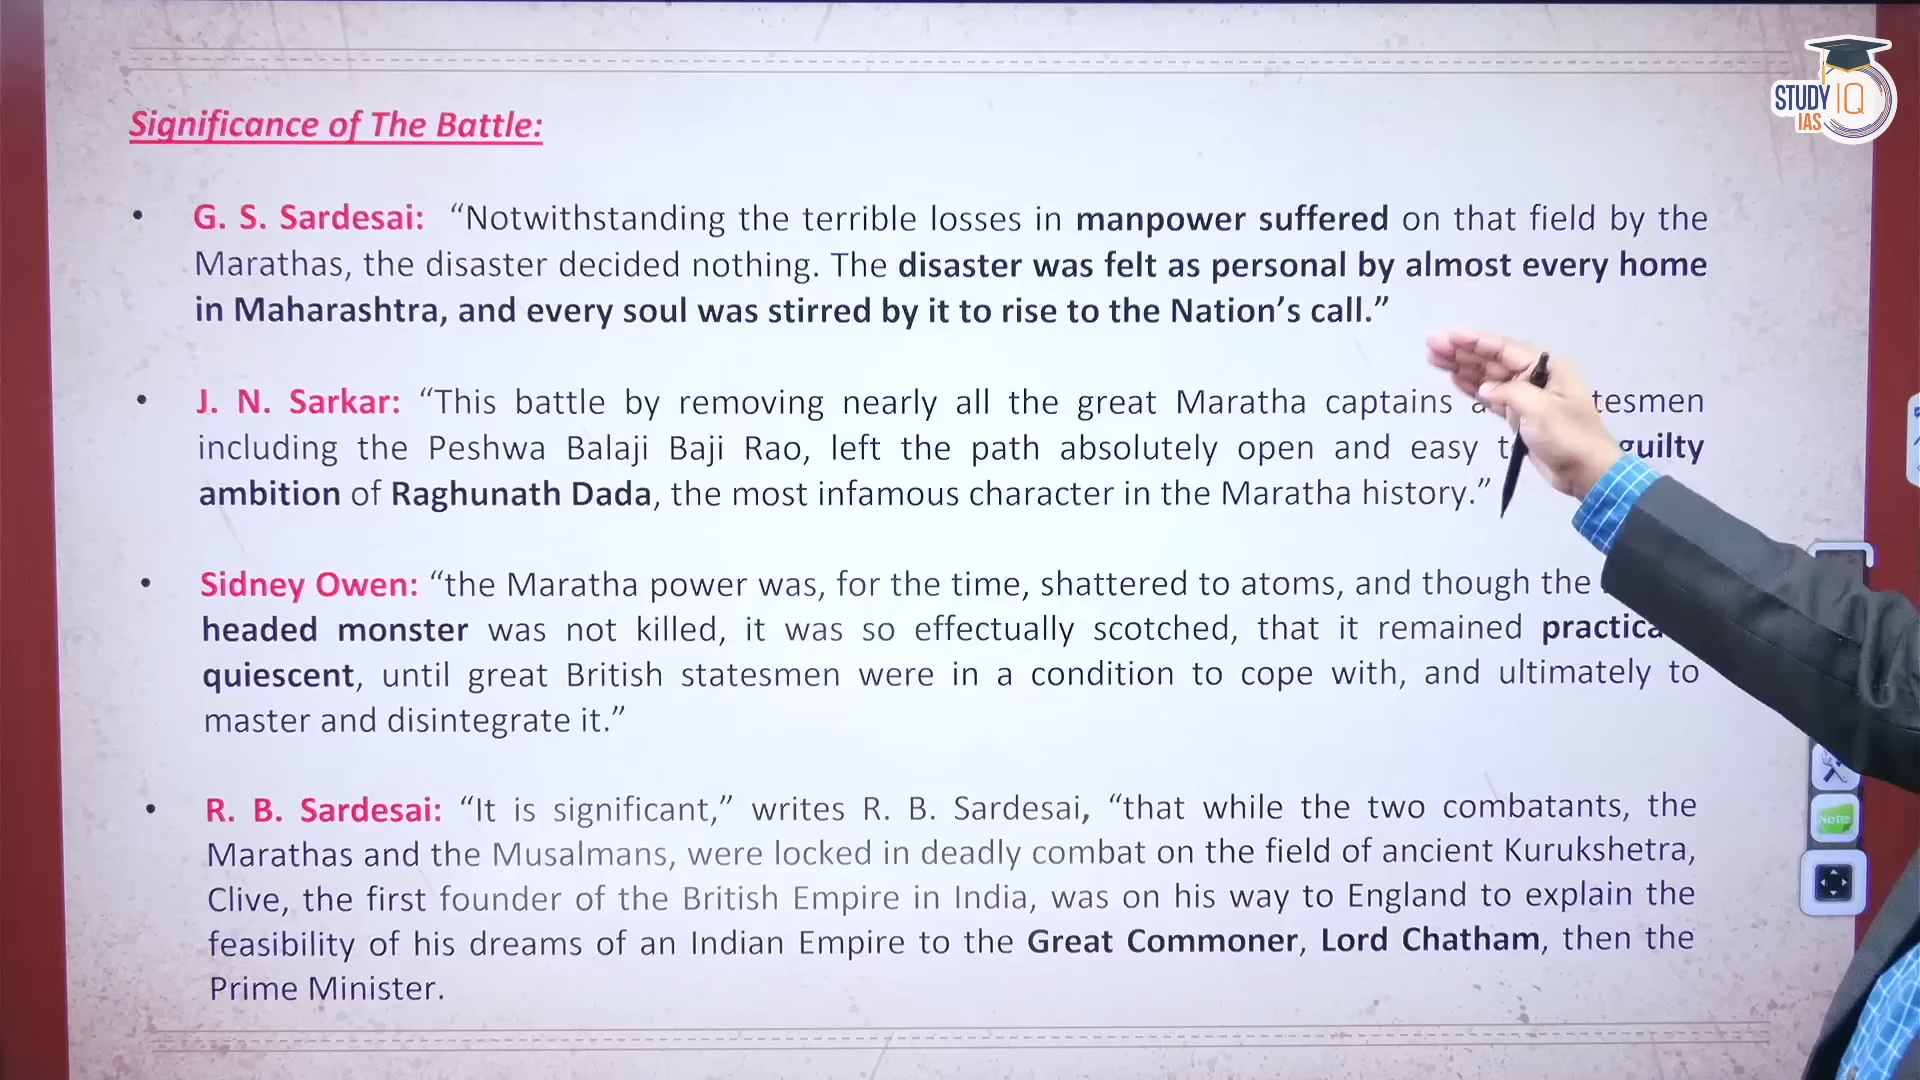 STUDY IQ
IAS
Significance of The Battle:
• G. S. Sardesai: “Notwithstanding the terrible losses in manpower suffered on that field by the
Marathas, the disaster decided nothing. The disaster was felt as personal by almost every home
in Maharashtra, and every soul was stirred by it to rise to the Nation’s call.”
• J. N. Sarkar: “This battle by removing nearly all the great Maratha captains
including the Peshwa Balaji Baji Rao, left the path absolutely open and easy guilty
ambition of Raghunath Dada, the most infamous character in the Maratha history.”
• Sidney Owen: “the Maratha power was, for the time, shattered to atoms, and though the
headed monster was not killed, it was so effectually scotched, that it remained
quiescent, until great British statesmen were in a condition to cope with, and ultimately to
master and disintegrate it.”
• R. B. Sardesai: “It is significant,” writes R. B. Sardesai, “that while the two combatants, the
Marathas and the Musalmans, were locked in deadly combat on the field of ancient Kurukshetra,
Clive, the first founder of the British Empire in India, was on his way to England to explain the
feasibility of his dreams of an Indian Empire to the Great Commoner, Lord Chatham, then the
Prime Minister.
Note